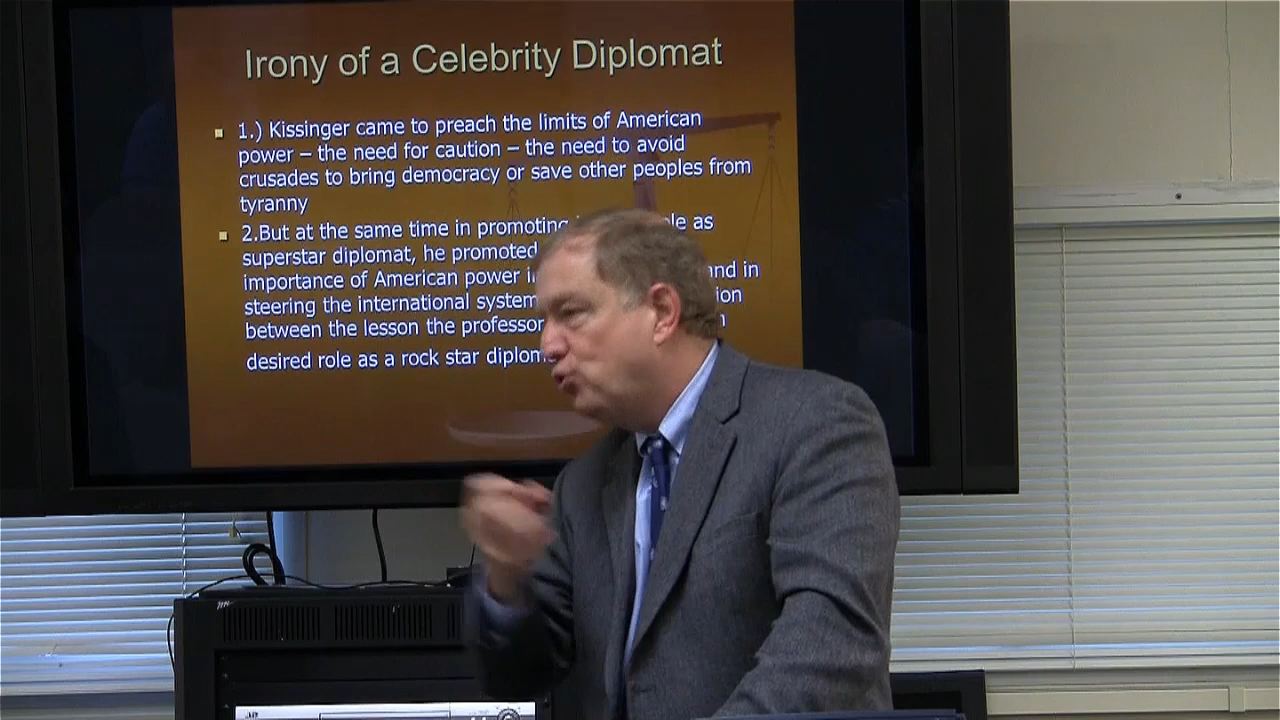 Irony of a Celebrity Diplomat
1.) Kissinger came to preach the limits of American
power – the need for caution – the need to avoid
crusades to bring democracy or save other peoples from
tyranny
2.But at the same time in promoting as
superstar diplomat, he promoted
importance of American power and in
steering the international system
between the lesson the professor
desired role as a rock star